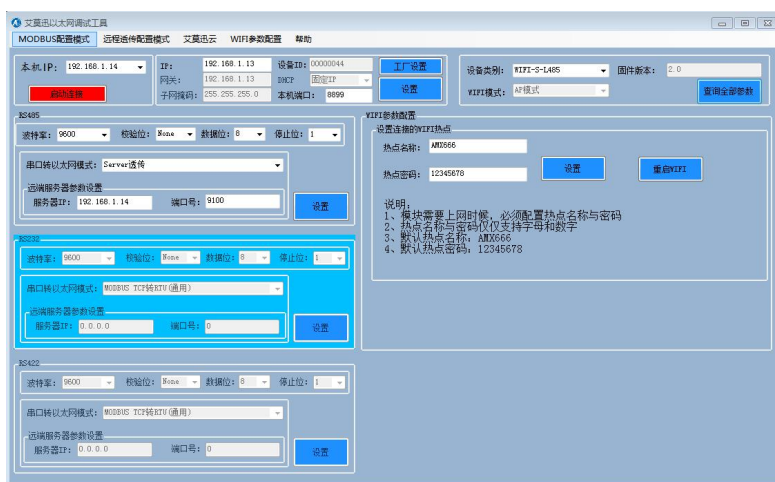 艾莫迅以太网调试工具
MODBUS配置模式 远程透传配置模式 艾莫迅云 WIFI参数配置 帮助
本机IP: 192.168.1.14
启动连接
IP: 192.168.1.13 设备ID: 00000044 工厂设置
网关: 192.168.1.13 DHCP 固定IP
子网掩码: 255.255.255.0 本机端口: 8899 设置
设备类别: WIFI-S-L485 固件版本: 2.0
WIFI模式: AP模式 查询全部参数
RS485
波特率: 9600 校验位: None 数据位: 8 停止位: 1
串口转以太网模式: Server透传
远端服务器参数设置
服务器IP: 192.168.1.14 端口号: 9100 设置
RS232
波特率: 9600 校验位: None 数据位: 8 停止位: 1
串口转以太网模式: MODBUS TCP转RTU(通用)
远端服务器参数设置
服务器IP: 0.0.0.0 端口号: 0 设置
RS422
波特率: 9600 校验位: None 数据位: 8 停止位: 1
串口转以太网模式: MODBUS TCP转RTU(通用)
远端服务器参数设置
服务器IP: 0.0.0.0 端口号: 0 设置
WIFI参数配置
设置连接的WIFI热点
热点名称: AMX666
热点密码: 12345678 设置 重启WIFI
说明:
1、模块需要上网时候，必须配置热点名称与密码
2、热点名称与密码仅仅支持字母和数字
3、默认热点名称: AMX666
4、默认热点密码: 12345678